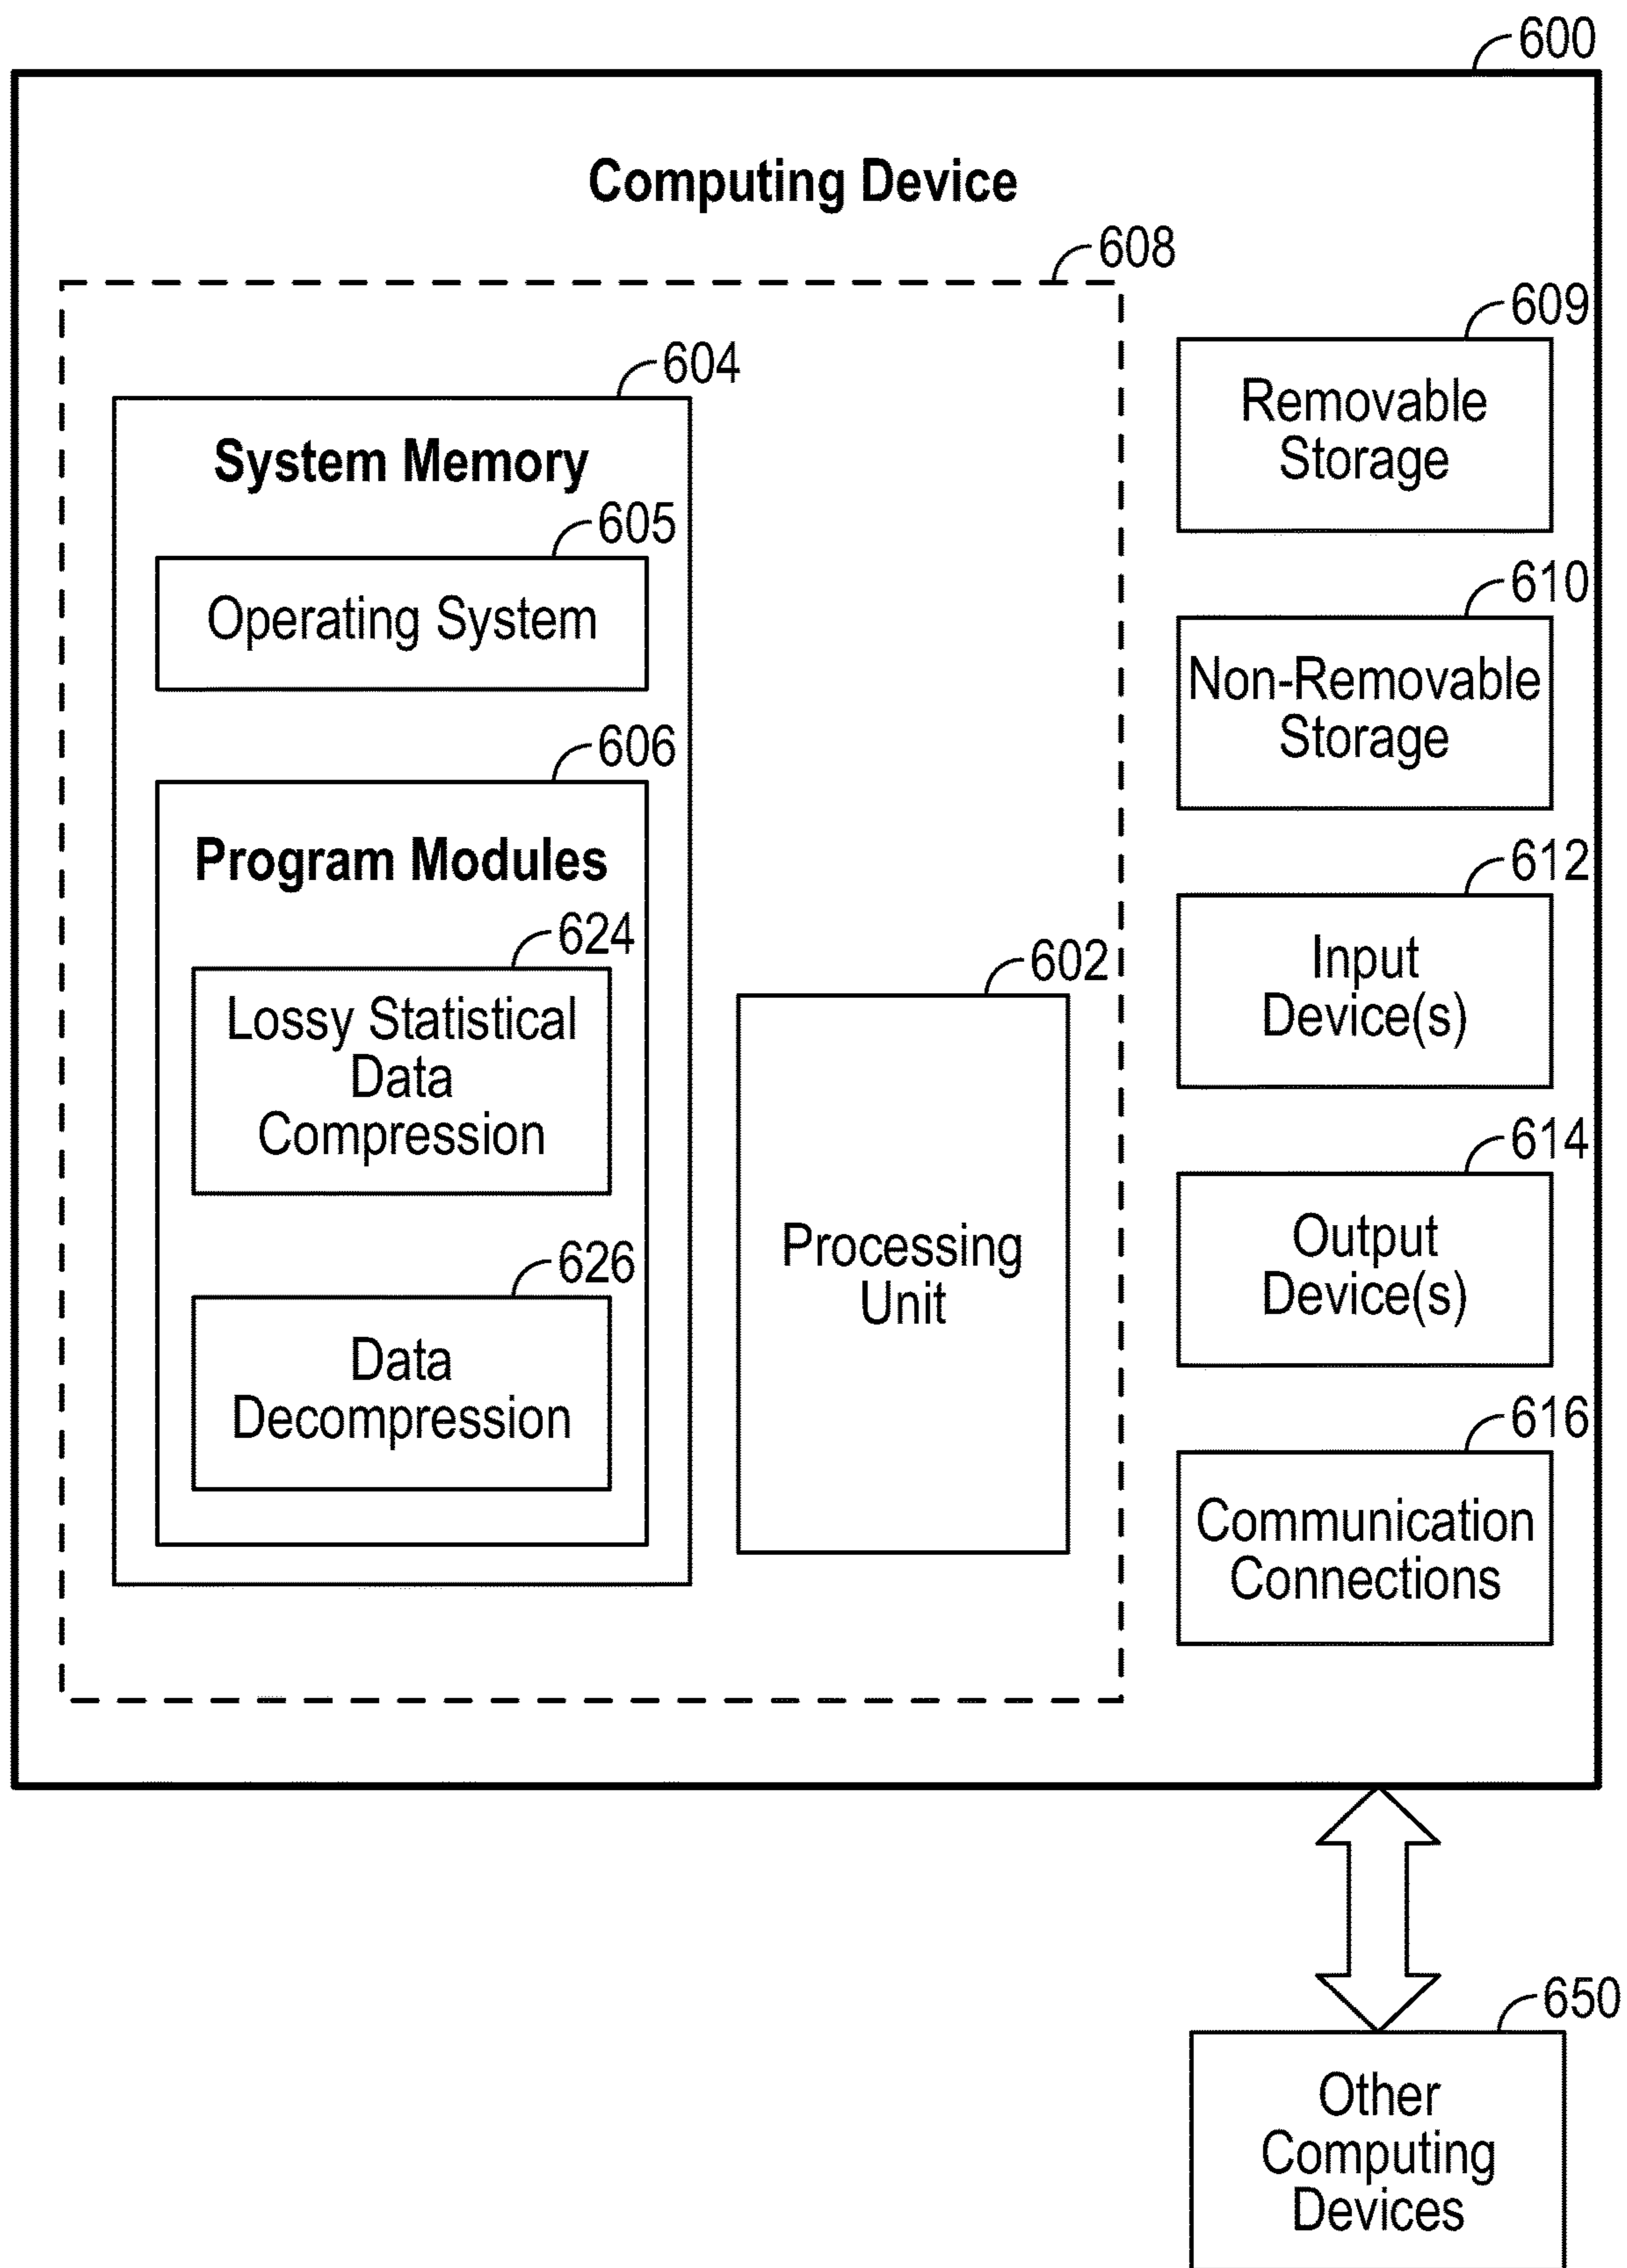 600
Computing Device
608
604
System Memory
605
Operating System
606
Program Modules
624
Lossy Statistical
Data
Compression
626
Data
Decompression
602
Processing
Unit
609
Removable
Storage
610
Non-Removable
Storage
612
Input
Device(s)
614
Output
Device(s)
616
Communication
Connections
650
Other
Computing
Devices